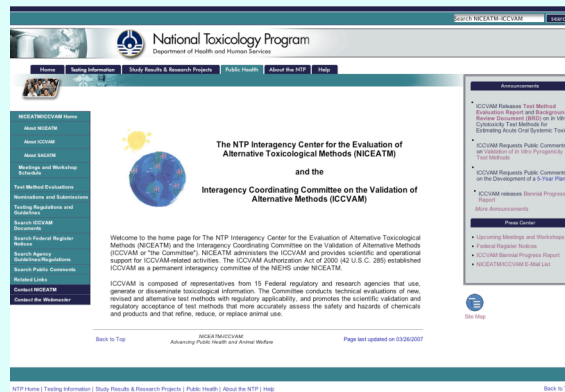 Search NICEATM-ICCVAM
National Toxicology Program
Department of Health and Human Services
Home
Testing Information
Study Results & Research Projects
Public Health
About the NTP
Help
NICEATM/ICCVAM Home
About NICEATM
About ICCVAM
About SACATM
Meetings and Workshop
Schedule
Test Method Evaluations
Nominations and Submissions
Testing Regulations and
Guidelines
Search ICCVAM
Documents
Search Federal Register
Notices
Search Agency
Guidelines/Regulations
Search Public Comments
Related Links
Contact NICEATM
Contact the Webmaster
The NTP Interagency Center for the Evaluation of
Alternative Toxicological Methods (NICEATM)
and the
Interagency Coordinating Committee on the Validation of
Alternative Methods (ICCVAM)
Welcome to the home page for The NTP Interagency Center for the Evaluation of Alternative Toxicological
Methods (NICEATM) and the Interagency Coordinating Committee on the Validation of Alternative Methods
(ICCVAM or "the Committee"). NICEATM administers the ICCVAM and provides scientific and operational
support for ICCVAM-related activities. The ICCVAM Authorization Act of 2000 (42 U.S.C. 285) established
ICCVAM as a permanent interagency committee of the NIEHS under NICEATM.
ICCVAM is composed of representatives from 15 Federal regulatory and research agencies that use,
generate or disseminate toxicological information. The Committee conducts technical evaluations of new,
revised and alternative test methods with regulatory applicability, and promotes the scientific validation and
regulatory acceptance of test methods that more accurately assess the safety and hazards of chemicals
and products and that refine, reduce, or replace animal use.
Back to Top
NICEATM/ICCVAM:
Advancing Public Health and Animal Welfare
Page last updated on 03/26/2007
Announcements
ICCVAM Releases Test Method
Evaluation Report and
Review Document (BRD) on In
Cytotoxicity Test Methods for
Estimating Acute Oral Systemic
ICCVAM Requests Public
on Validation of In Vitro Pyrogenicity
Test Methods
ICCVAM Requests Public
on the Development of a 5-Year
ICCVAM releases Biennial
Report
More Announcements
Press Center
Upcoming Meetings and Workshops
Federal Register Notices
ICCVAM Biennial Progress Report
NICEATM/ICCVAM E-Mail List
Site Map
NTP Home | Testing Information | Study Results & Research Projects | Public Health | About the NTP | Help
Back to